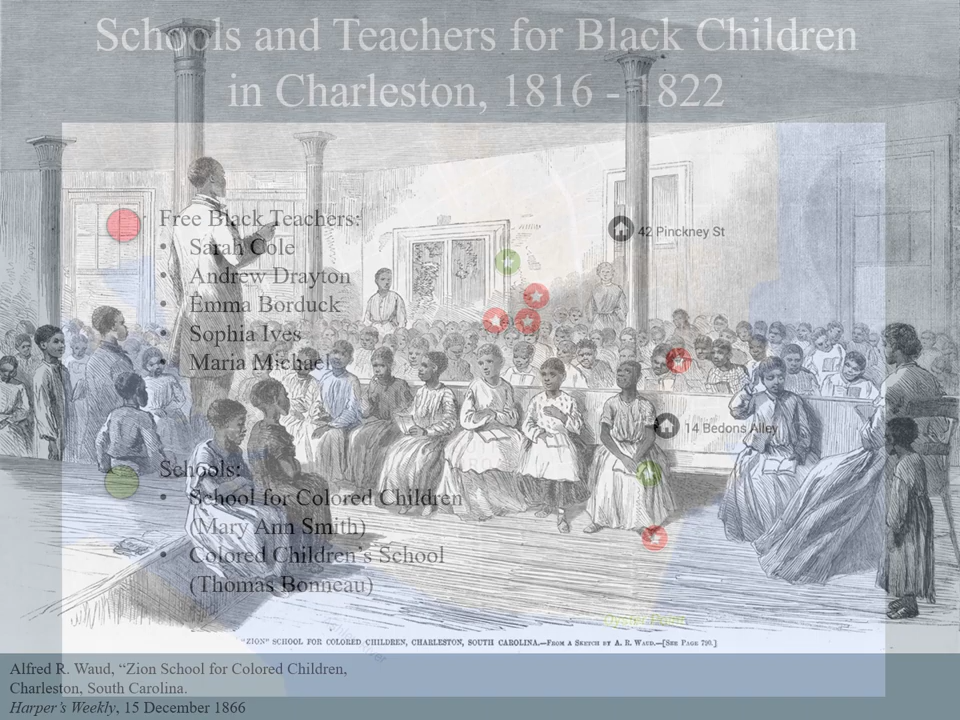 Schools and Teachers for Black Children
in Charleston, 1816 - 1822
Free Black Teachers:
• Sarah Cole
• Andrew Drayton
• Emma Borduck
• Sophia Ives
• Maria Michael
42 Pinckney St
14 Bedons Alley
Schools:
• School for Colored Children
(Mary Ann Smith)
• Colored Children's School
(Thomas Bonneau)
Oyster Point
"ZION" SCHOOL FOR COLORED CHILDREN, CHARLESTON, SOUTH CAROLINA.—FROM A SKETCH BY A. R. WAUD.—[SEE PAGE 796.]
Alfred R. Waud, “Zion School for Colored Children,
Charleston, South Carolina.
Harper’s Weekly, 15 December 1866